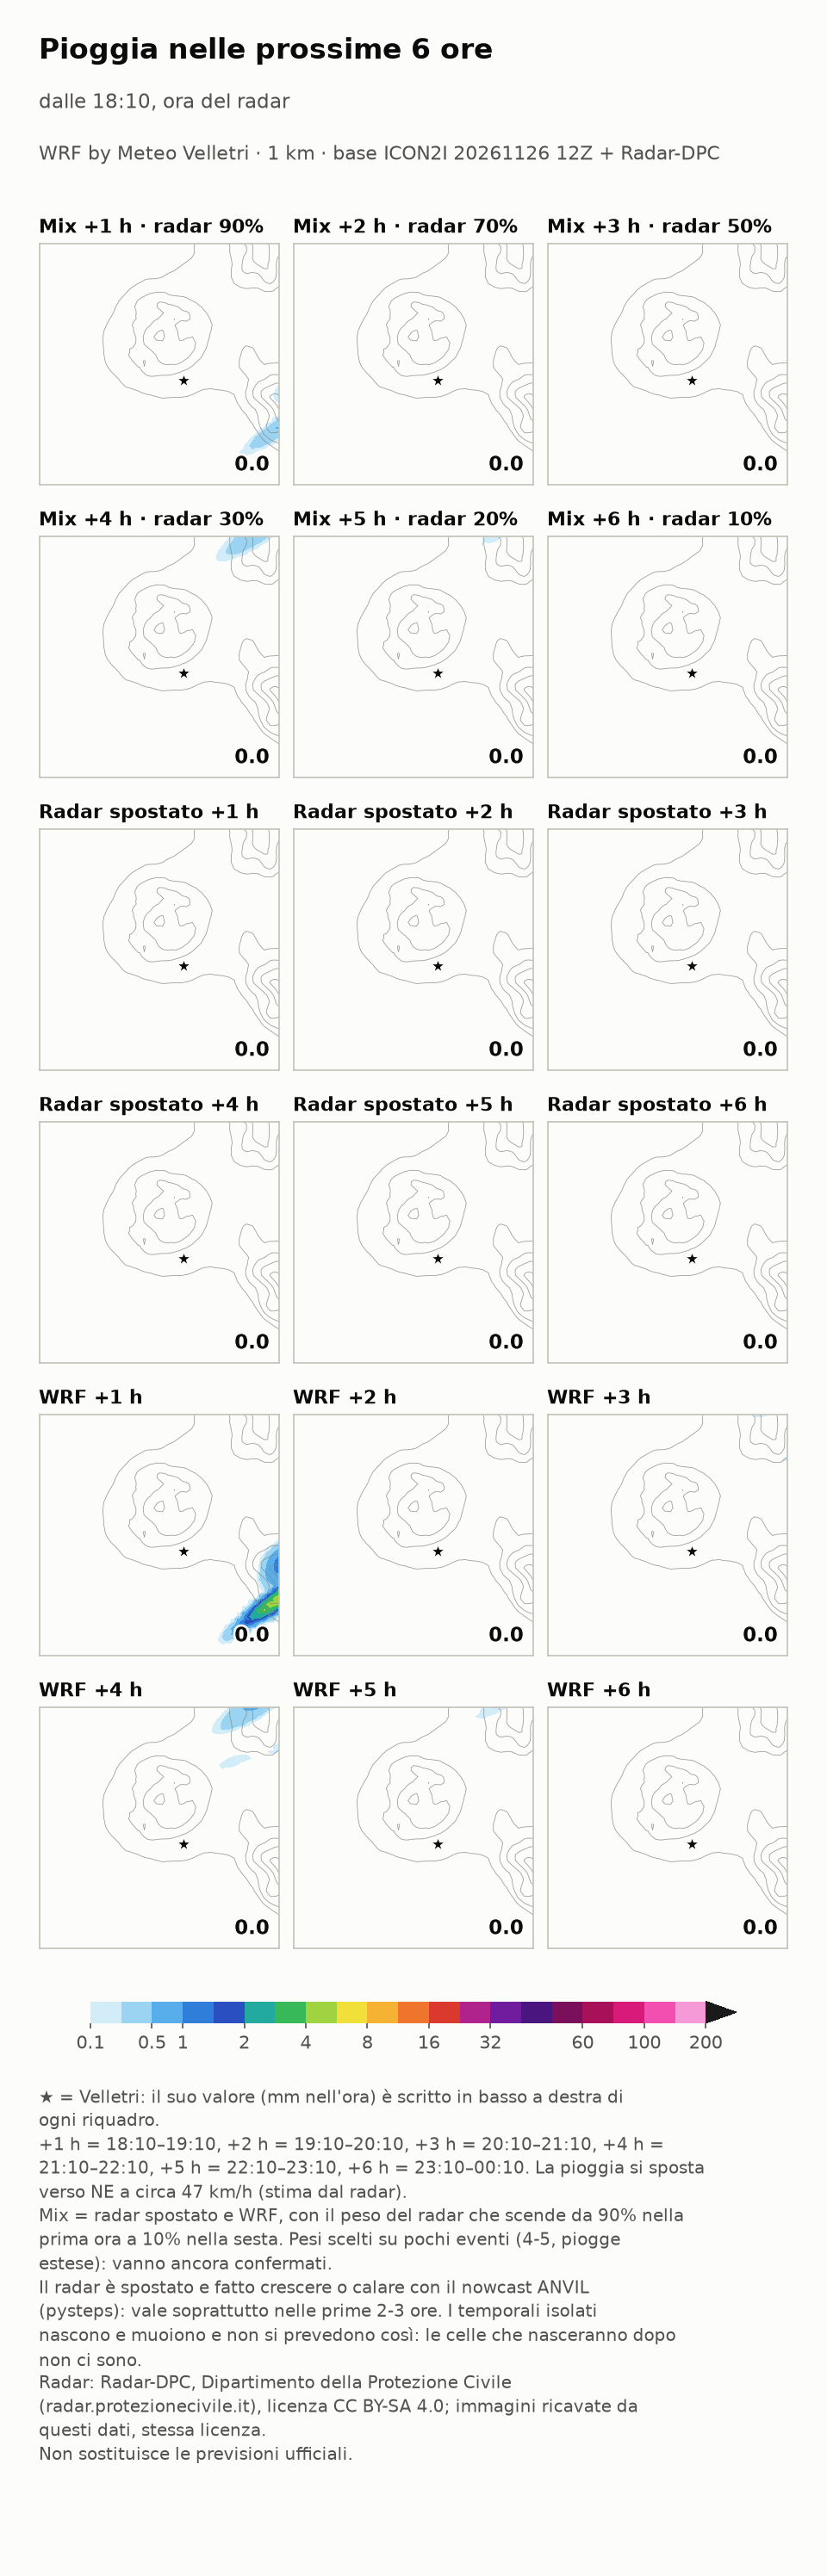 Pioggia nelle prossime 6 ore
dalle 18:10, ora del radar
WRF by Meteo Velletri · 1 km · base ICON2I 20261126 12Z + Radar-DPC
Mix +1 h · radar 90%
Mix +2 h · radar 70%
Mix +3 h · radar 50%
0.0
0.0
0.0
Mix +4 h · radar 30%
Mix +5 h · radar 20%
Mix +6 h · radar 10%
0.0
0.0
0.0
Radar spostato +1 h
Radar spostato +2 h
Radar spostato +3 h
0.0
0.0
0.0
Radar spostato +4 h
Radar spostato +5 h
Radar spostato +6 h
0.0
0.0
0.0
WRF +1 h
WRF +2 h
WRF +3 h
0.0
0.0
0.0
WRF +4 h
WRF +5 h
WRF +6 h
0.0
0.0
0.0
0.1 0.5 1 2 4 8 16 32 60 100 200
★ = Velletri: il suo valore (mm nell'ora) è scritto in basso a destra di
ogni riquadro.
+1 h = 18:10–19:10, +2 h = 19:10–20:10, +3 h = 20:10–21:10, +4 h =
21:10–22:10, +5 h = 22:10–23:10, +6 h = 23:10–00:10. La pioggia si sposta
verso NE a circa 47 km/h (stima dal radar).
Mix = radar spostato e WRF, con il peso del radar che scende da 90% nella
prima ora a 10% nella sesta. Pesi scelti su pochi eventi (4-5, piogge
estese): vanno ancora confermati.
Il radar è spostato e fatto crescere o calare con il nowcast ANVIL
(pysteps): vale soprattutto nelle prime 2-3 ore. I temporali isolati
nascono e muoiono e non si prevedono così: le celle che nasceranno dopo
non ci sono.
Radar: Radar-DPC, Dipartimento della Protezione Civile
(radar.protezionecivile.it), licenza CC BY-SA 4.0; immagini ricavate da
questi dati, stessa licenza.
Non sostituisce le previsioni ufficiali.